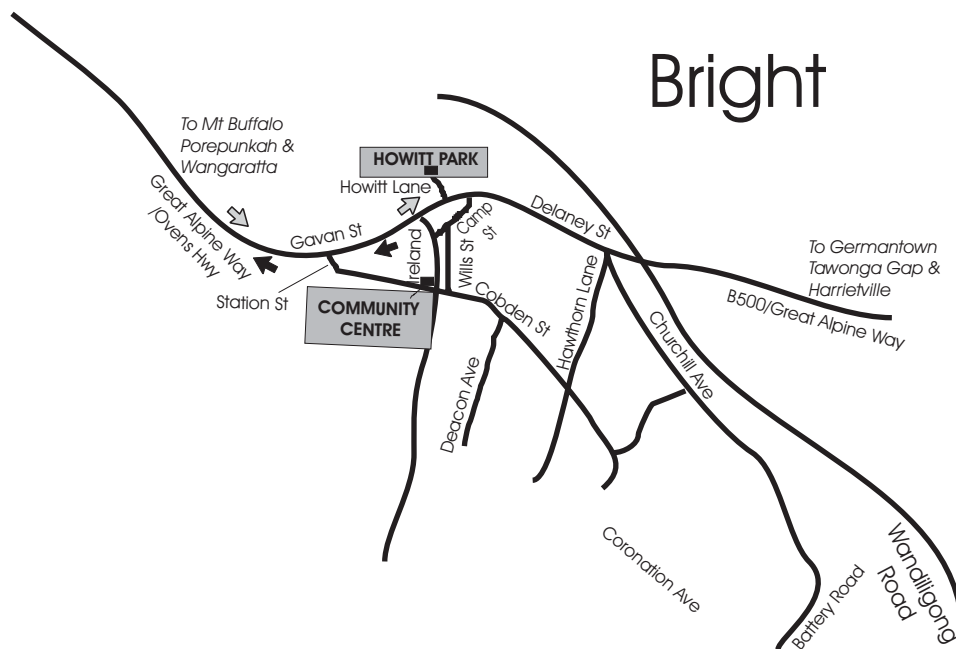 Bright
To Mt Buffalo
Porepunkah &
Wangaratta
HOWITT PARK
Howitt Lane
Great Alpine Way
/Ovens Hwy
Gavan St
Camp
St
Delaney St
To Germantown
Tawonga Gap &
Harrietville
Ireland
Wills St
Station St
B500/Great Alpine Way
COMMUNITY
CENTRE
Cobden St
Hawthorn Lane
Churchill Ave
Deacon Ave
Coronation Ave
Battery Road
Wandiligong
Road